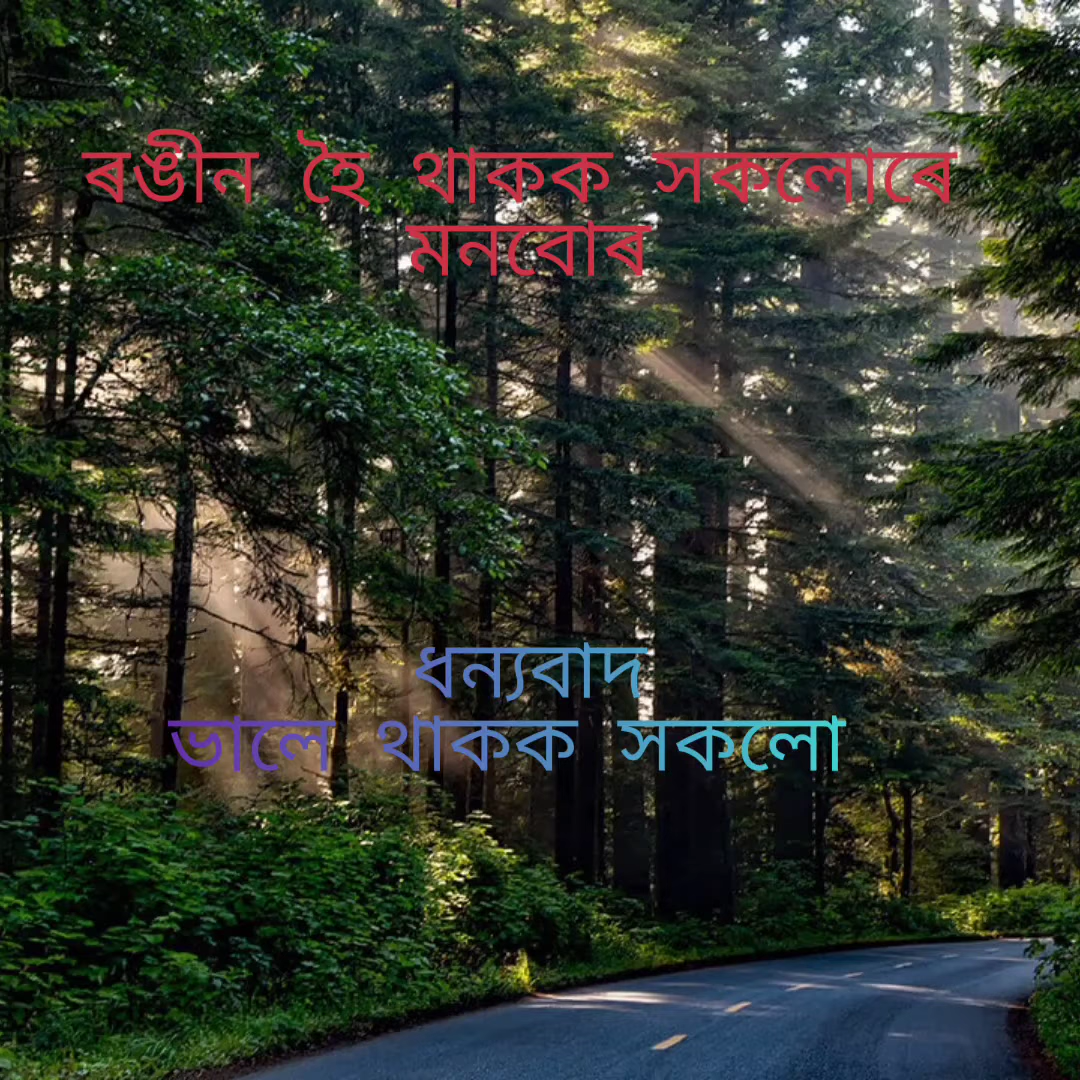 ৰঙীন হৈ থাকক সকলোৰে
মনবোৰ
ধন্যবাদ
ভালে থাকক সকলো